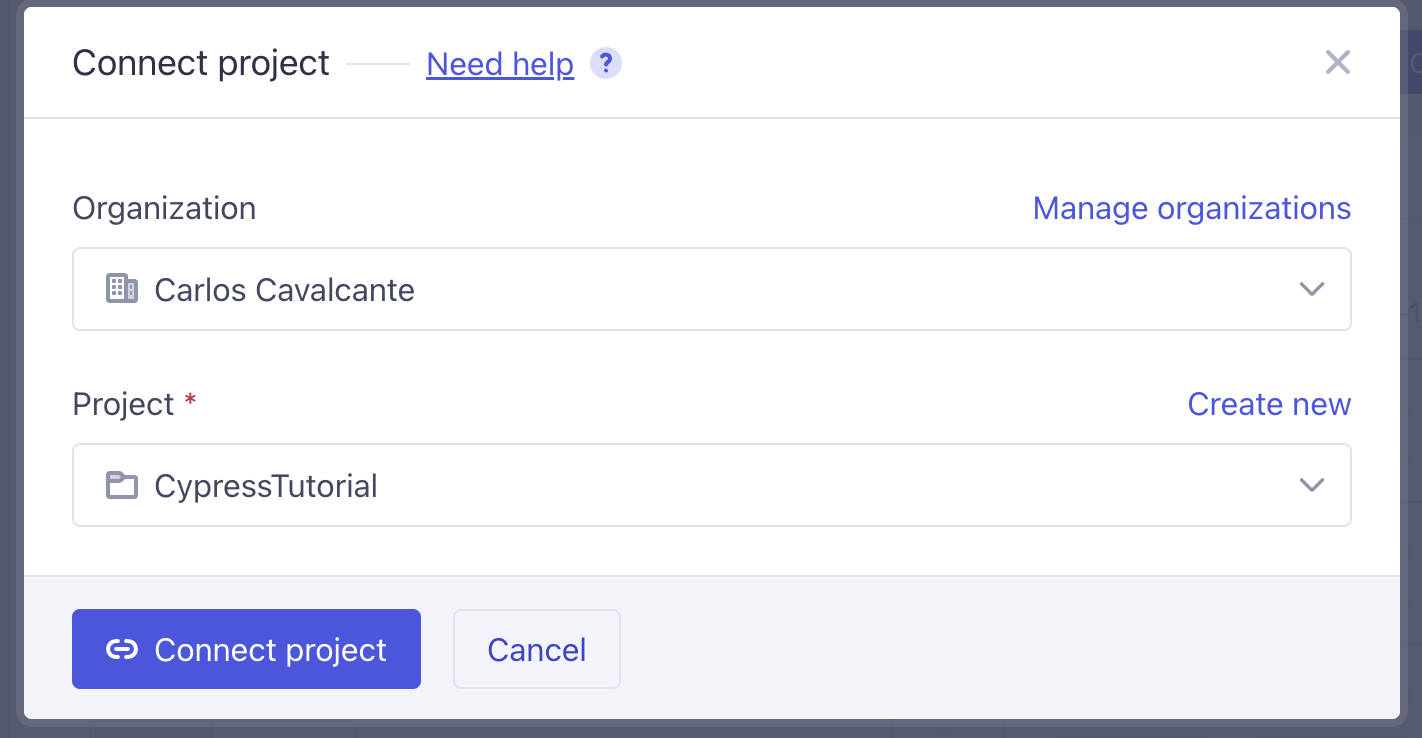 Connect project Need help ?
Organization Manage organizations
Carlos Cavalcante
Project * Create new
CypressTutorial
Connect project Cancel